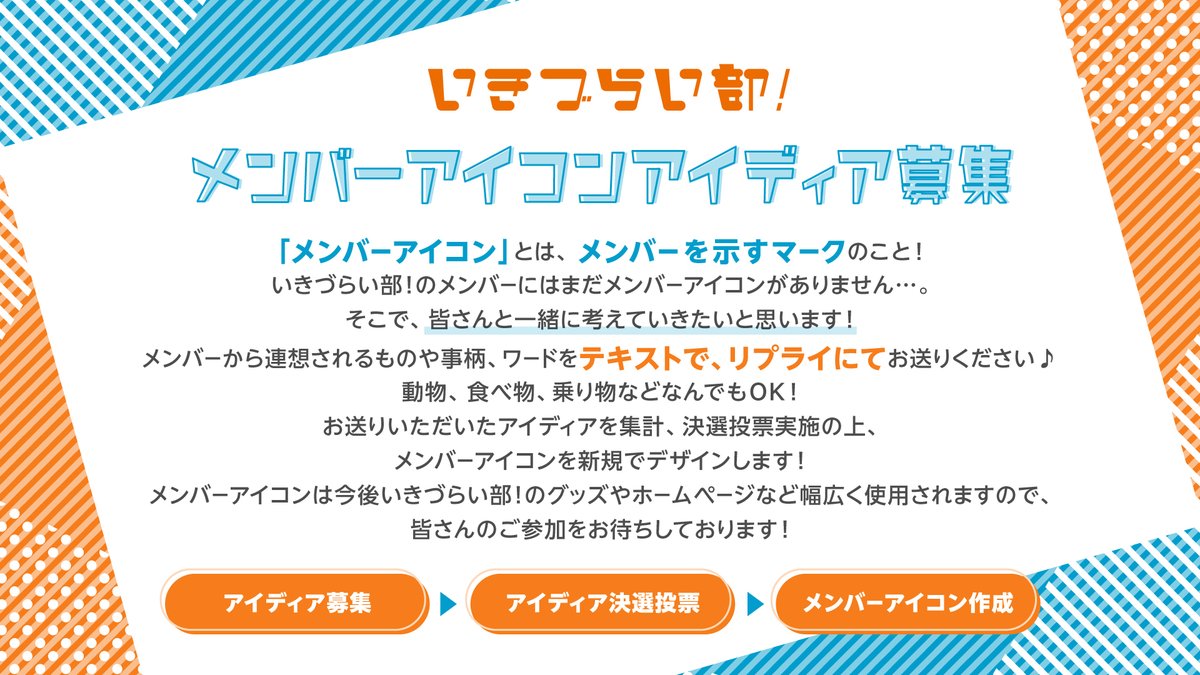 いきづらい部!
メンバーアイコンアイディア募集
「メンバーアイコン」とは、メンバーを示すマークのこと!
いきづらい部!のメンバーにはまだメンバーアイコンがありません…。
そこで、皆さんと一緒に考えていきたいと思います!
メンバーから連想されるものや事柄、ワードをテキストで、リプライにてお送りください♪
動物、食べ物、乗り物などなんでもOK!
お送りいただいたアイディアを集計、決選投票実施の上、
メンバーアイコンを新規でデザインします!
メンバーアイコンは今後いきづらい部!のグッズやホームページなど幅広く使用されますので、
皆さんのご参加をお待ちしております!
アイディア募集
アイディア決選投票
メンバーアイコン作成